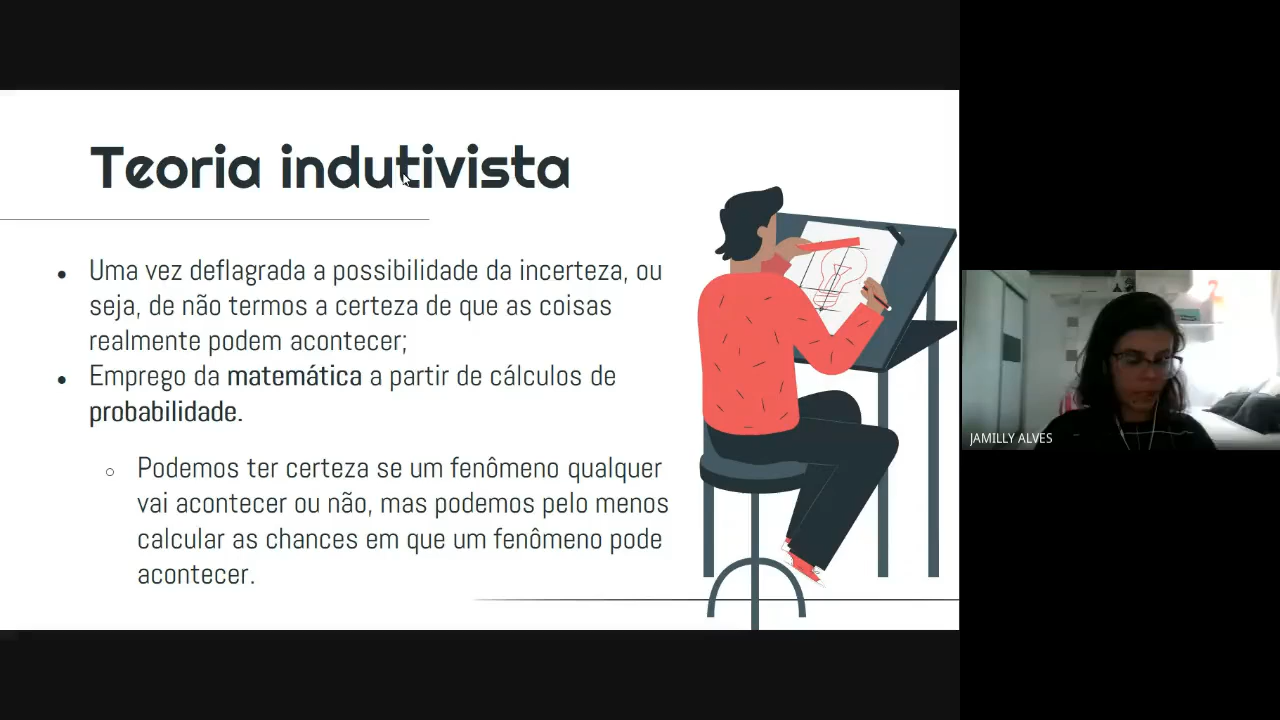 Teoria indutivista
Uma vez deflagrada a possibilidade da incerteza, ou
seja, de não termos a certeza de que as coisas
realmente podem acontecer;
Emprego da matemática a partir de cálculos de
probabilidade.
Podemos ter certeza se um fenômeno qualquer
vai acontecer ou não, mas podemos pelo menos
calcular as chances em que um fenômeno pode
acontecer.
JAMILLY ALVES